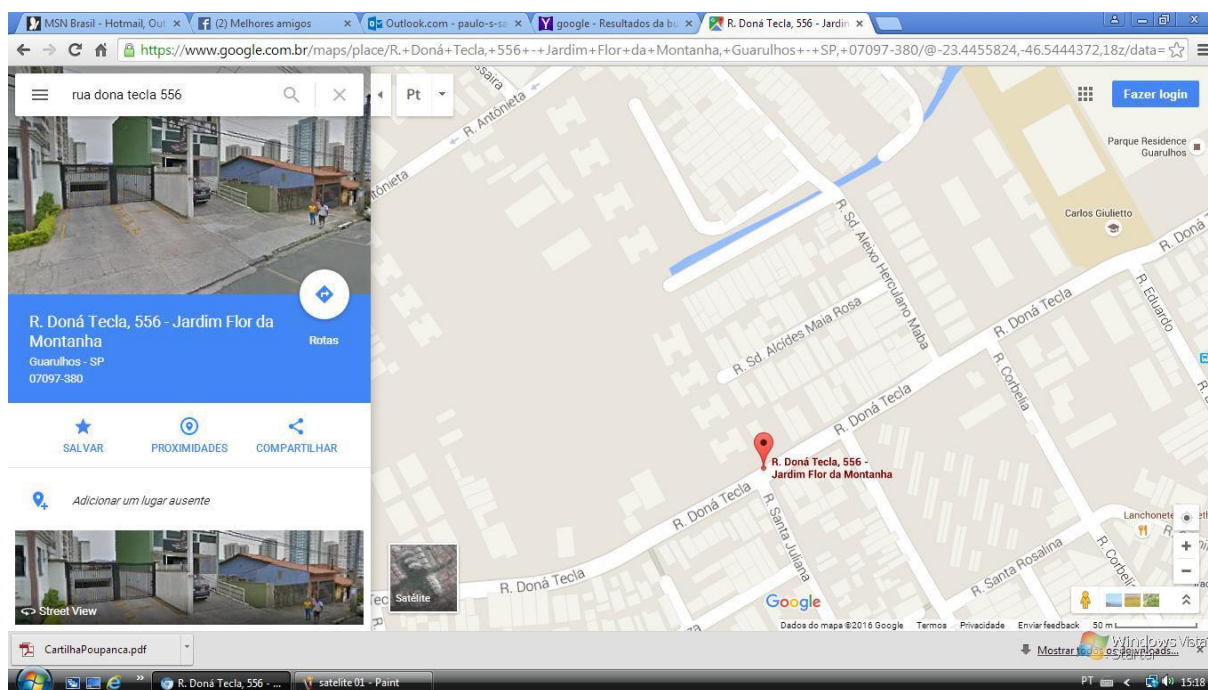 MSN Brasil - Hotmail, Out
(2) Melhores amigos
Outlook.com - paulo-s-sa
google - Resultados da bu
R. Doná Tecla, 556 - Jardin
https://www.google.com.br/maps/place/R.+Doná+Tecla,+556+-+Jardim+Flor+da+Montanha,+Guarulhos+-+SP,+07097-380/@-23.4455824,-46.5444372,18z/data=
rua dona tecla 556
Pt
Fazer login
R. Antônieta
Parque Residence
Guarulhos
Carlos Giulietto
R. Doná
R. Sd. Aleixo Herculano Maba
R. Eduardo
R. Doná Tecla
R. Sd. Alcides Maia Rosa
R. Corbelia
R. Doná Tecla
R. Doná Tecla, 556 - Jardim Flor da
Montanha
Guarulhos - SP
07097-380
Rotas
SALVAR
PROXIMIDADES
COMPARTILHAR
R. Doná Tecla, 556 -
Jardim Flor da Montanha
R. Doná Tecla
R. Santa Juliana
Adicionar um lugar ausente
Lanchonete
R. Santa Rosalina
R. Corbeli
R. Doná Tecla
Satélite
Street View
Google
Dados do mapa ©2016 Google
Termos
Privacidade
Enviar feedback
50 m
CartilhaPoupanca.pdf
Mostrar todos os downloads...
Windows Vista
Starter
R. Doná Tecla, 556 - ...
satelite 01 - Paint
PT
15:18